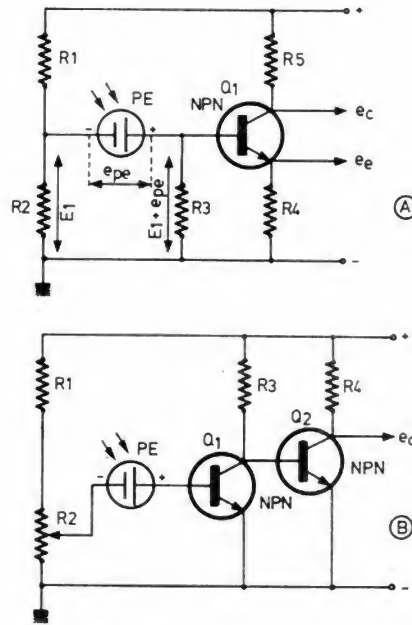 +
R1
PE
Q1
NPN
R5
ec
- +
ee
epe
R2
E1
E1 + epe
R3
R4
A
-
+
R1
R3
R4
PE
Q1
Q2
ec
- +
NPN
NPN
R2
B
-